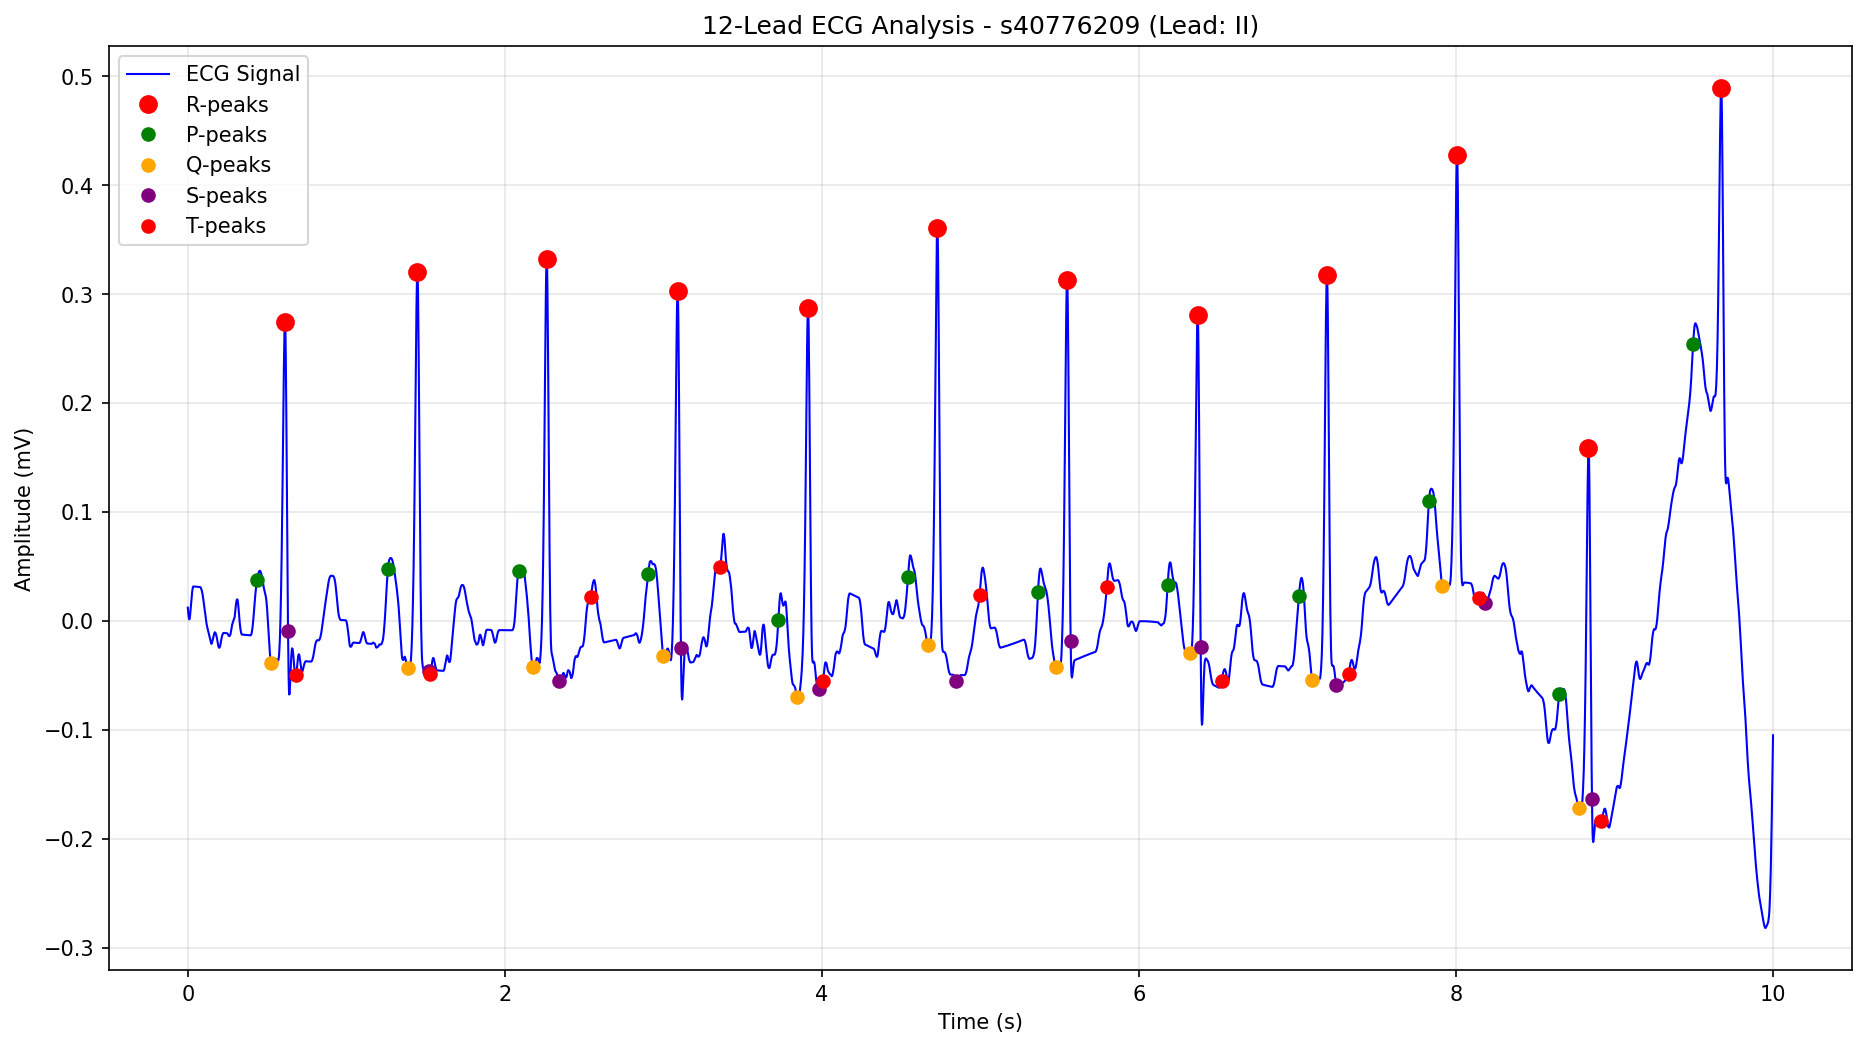 12-Lead ECG Analysis - s40776209 (Lead: II)
ECG Signal
R-peaks
P-peaks
Q-peaks
S-peaks
T-peaks
Amplitude (mV)
0.5
0.4
0.3
0.2
0.1
0.0
−0.1
−0.2
−0.3
0 2 4 6 8 10
Time (s)